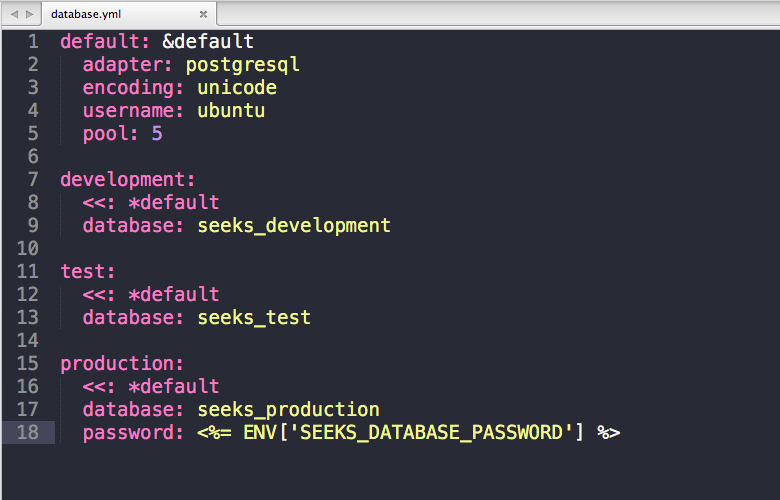 database.yml
1 default: &default
2   adapter: postgresql
3   encoding: unicode
4   username: ubuntu
5   pool: 5
6
7 development:
8   <<: *default
9   database: seeks_development
10
11 test:
12   <<: *default
13   database: seeks_test
14
15 production:
16   <<: *default
17   database: seeks_production
18   password: <%= ENV['SEEKS_DATABASE_PASSWORD'] %>